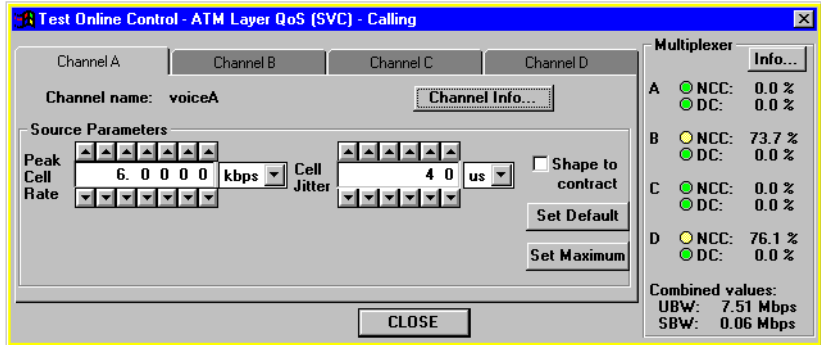 Test Online Control - ATM Layer QoS (SVC) - Calling
Channel A Channel B Channel C Channel D
Channel name: voiceA Channel Info...
Source Parameters
Peak Cell Rate 6. 0 0 0 0 kbps
Cell Jitter 4 0 us
Shape to contract
Set Default
Set Maximum
CLOSE
Multiplexer
Info...
A NCC: 0.0 %
DC: 0.0 %
B NCC: 73.7 %
DC: 0.0 %
C NCC: 0.0 %
DC: 0.0 %
D NCC: 76.1 %
DC: 0.0 %
Combined values:
UBW: 7.51 Mbps
SBW: 0.06 Mbps